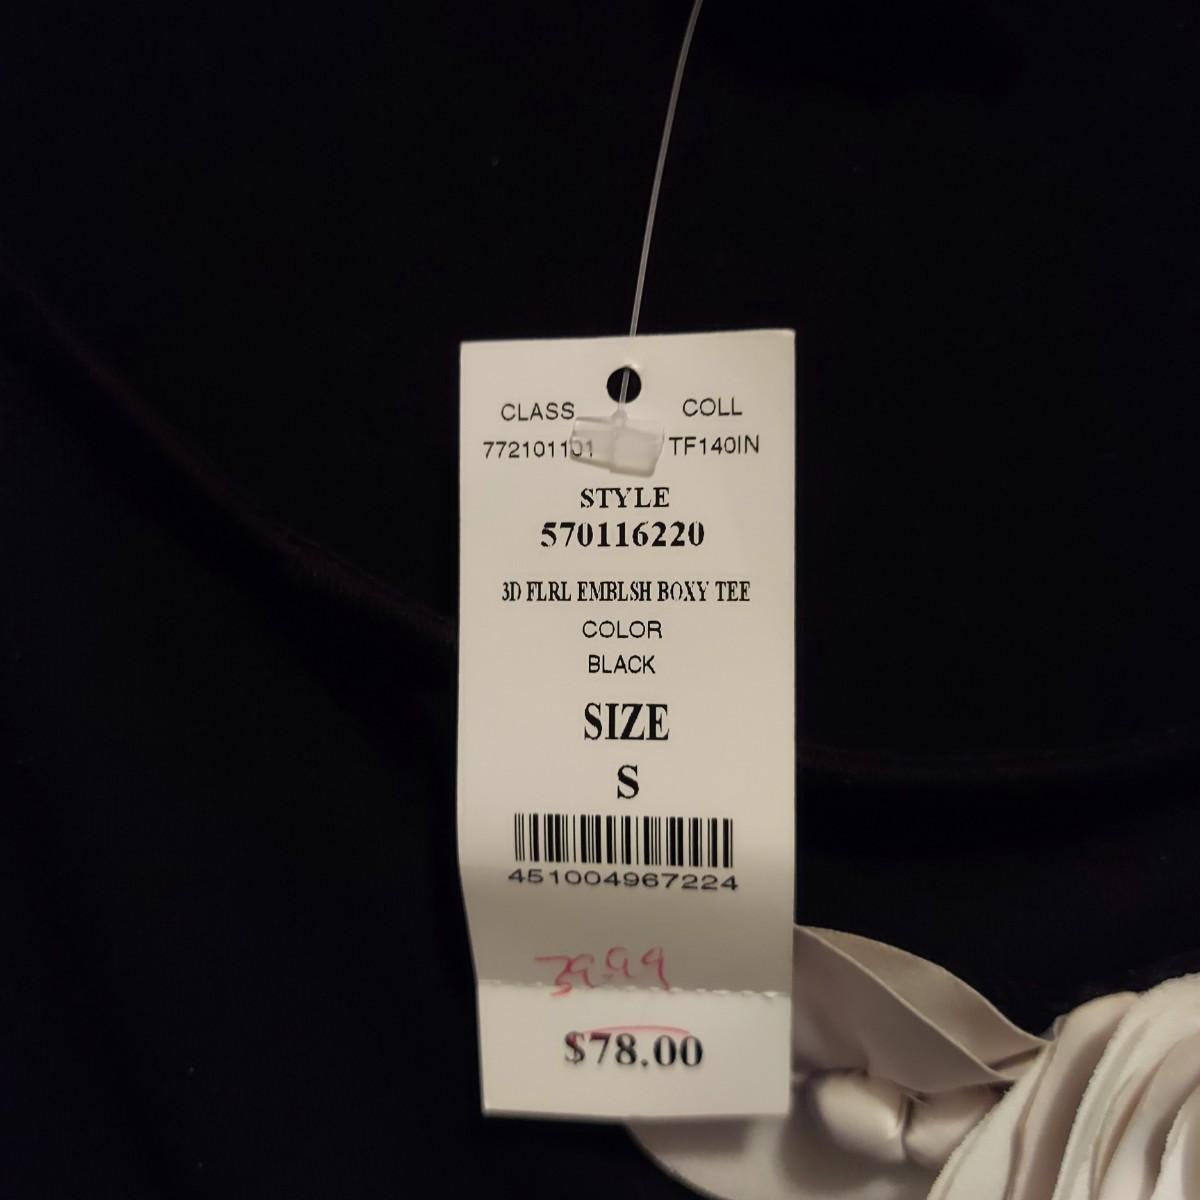 CLASS COLL
772101101 TF140IN
STYLE
570116220
3D FLRL EMBLSH BOXY TEE
COLOR
BLACK
SIZE
S
451004967224
39.99
$78.00